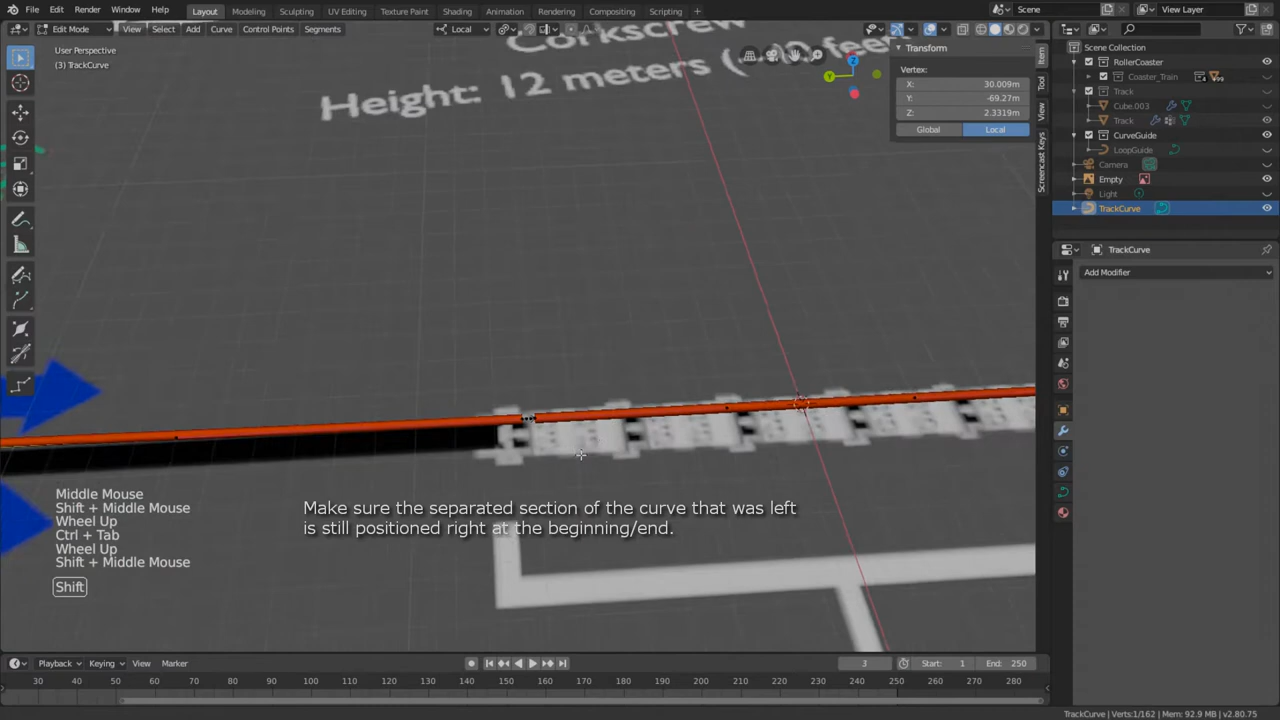 File Edit Render Window Help Layout Modeling Sculpting UV Editing Texture Paint Shading Animation Rendering Compositing Scripting + Scene View Layer
Edit Mode View Select Add Curve Control Points Segments Local
User Perspective
(3) TrackCurve
Corkscrew
Height: 12 meters
Transform
Vertex:
X: 30.009m
Y: -69.27m
Z: 2.3319m
Global Local
Item
Tool
View
Screencast Keys
Z
Y
Scene Collection
RollerCoaster
Coaster_Train
Track
Cube.003
Track
CurveGuide
LoopGuide
Camera
Empty
Light
TrackCurve
TrackCurve
Add Modifier
Middle Mouse
Shift + Middle Mouse
Wheel Up
Ctrl + Tab
Wheel Up
Shift + Middle Mouse
Shift
Make sure the separated section of the curve that was left
is still positioned right at the beginning/end.
Playback Keying View Marker 3 Start: 1 End: 250
30 40 50 60 70 80 90 100 110 120 130 140 150 160 170 180 190 200 210 220 230 240 250 260 270 280
TrackCurve | Verts:1/162 | Mem: 92.9 MB | v2.80.75